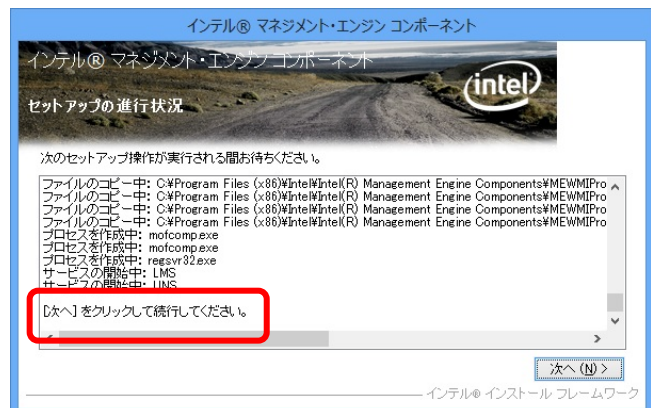 インテル® マネジメント・エンジン コンポーネント
インテル® マネジメント・エンジン コンポーネント
intel
セットアップの進行状況
次のセットアップ操作が実行される間お待ちください。
ファイルのコピー中: C:¥Program Files (x86)¥Intel¥Intel(R) Management Engine Components¥MEWMIPro
ファイルのコピー中: C:¥Program Files (x86)¥Intel¥Intel(R) Management Engine Components¥MEWMIPro
ファイルのコピー中: C:¥Program Files (x86)¥Intel¥Intel(R) Management Engine Components¥MEWMIPro
ファイルのコピー中: C:¥Program Files (x86)¥Intel¥Intel(R) Management Engine Components¥MEWMIPro
プロセスを作成中: mofcomp.exe
プロセスを作成中: mofcomp.exe
プロセスを作成中: regsvr32.exe
サービスの開始中: LMS
サービスの開始中: UNS
[次へ] をクリックして続行してください。
次へ(N) >
インテル® インストール フレームワーク